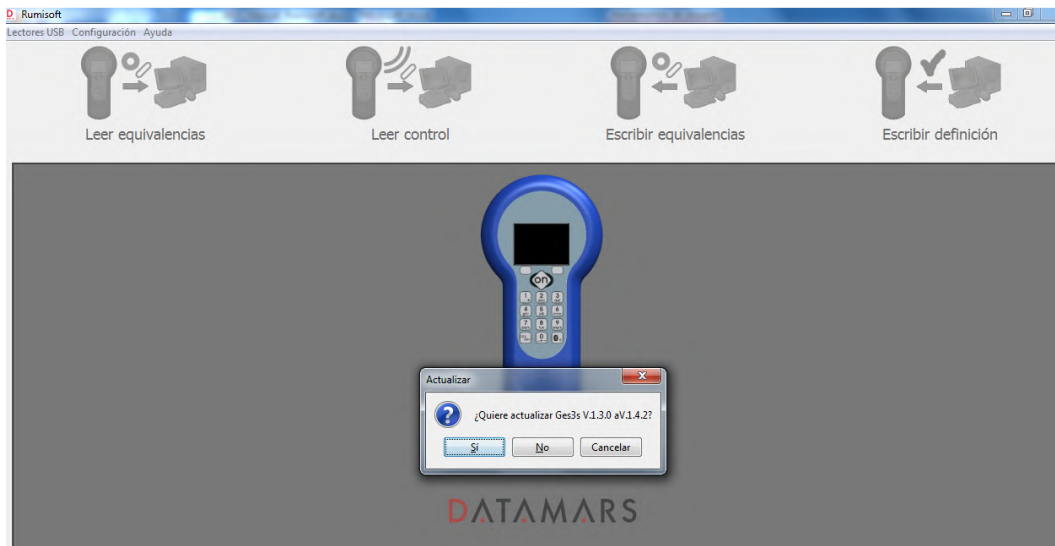 Rumisoft
Lectores USB Configuración Ayuda
Leer equivalencias
Leer control
Escribir equivalencias
Escribir definición
on
Actualizar
¿Quiere actualizar Ges3s V.1.3.0 aV.1.4.2?
Sí
No
Cancelar
DATAMARS